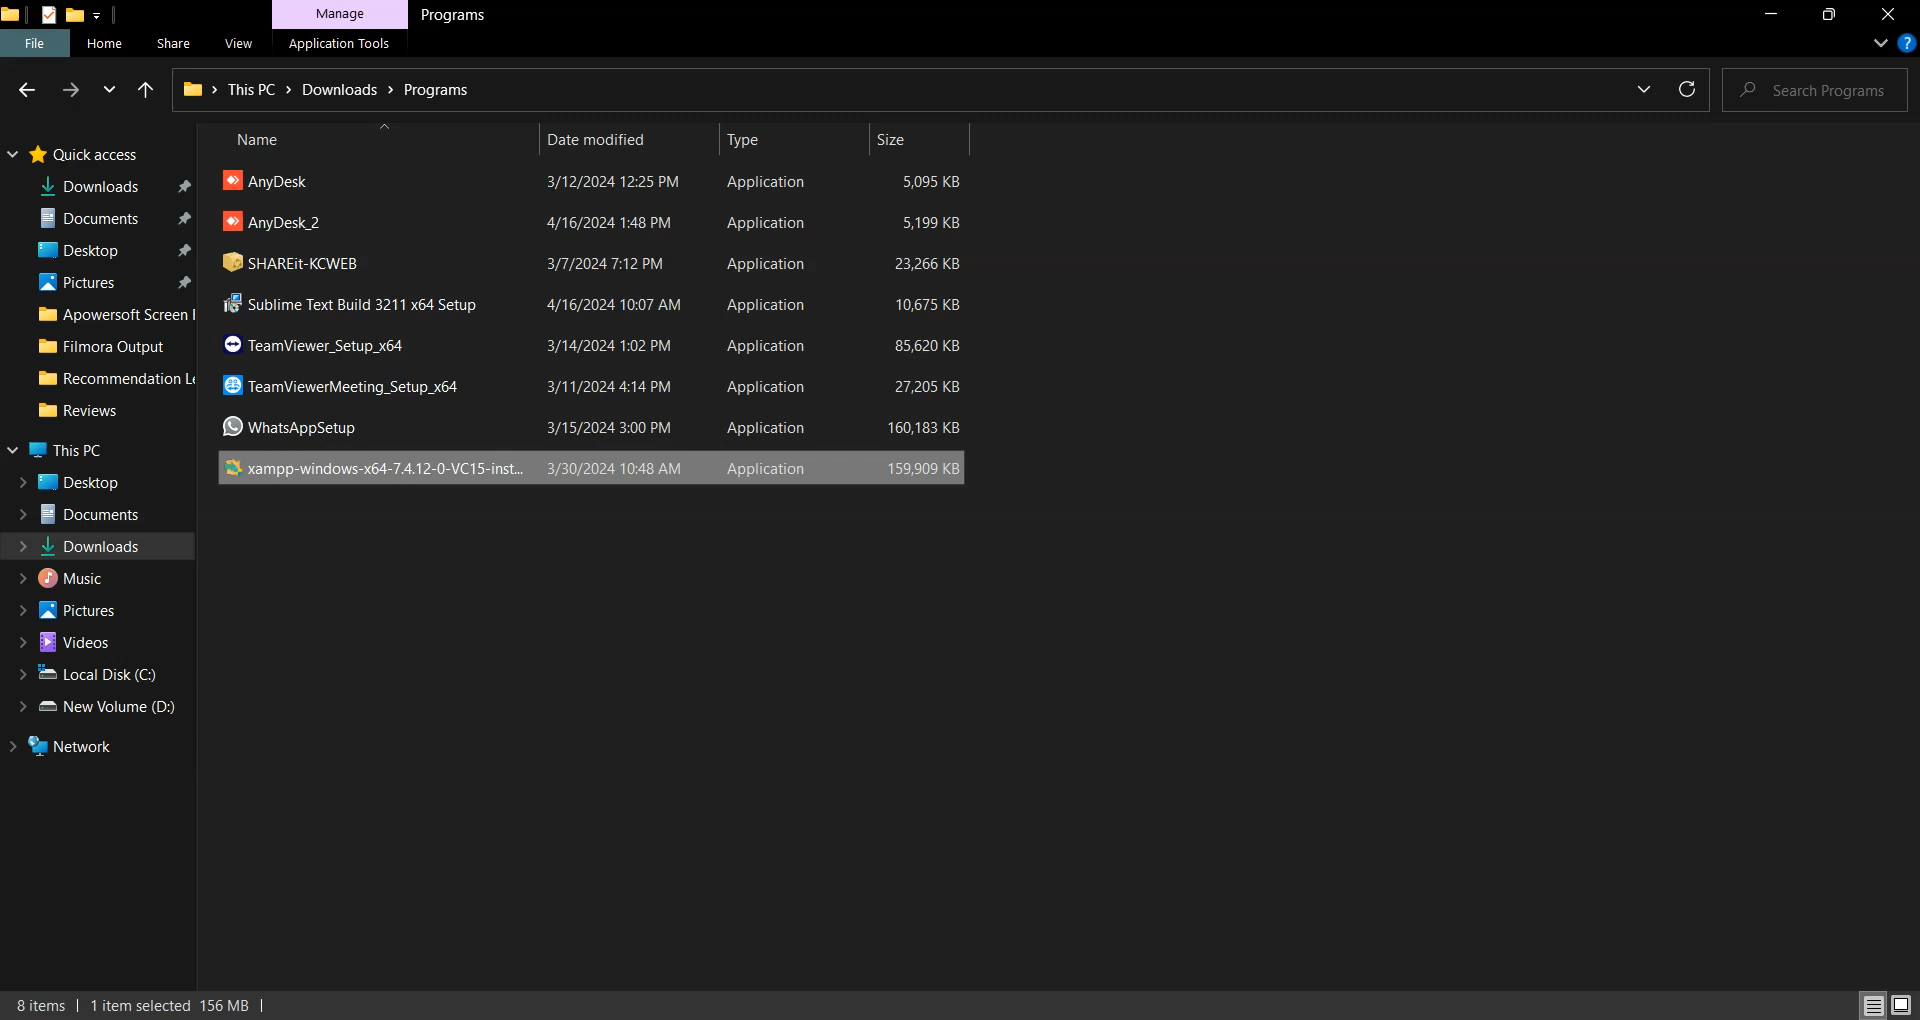 Manage
Programs
File
Home
Share
View
Application Tools
?
This PC
Downloads
Programs
Search Programs
Name
Date modified
Type
Size
Quick access
Downloads
Documents
Desktop
Pictures
Apowersoft Screen
Filmora Output
Recommendation Le
Reviews
This PC
Desktop
Documents
Downloads
Music
Pictures
Videos
Local Disk (C:)
New Volume (D:)
Network
AnyDesk 3/12/2024 12:25 PM Application 5,095 KB
AnyDesk_2 4/16/2024 1:48 PM Application 5,199 KB
SHAREit-KCWEB 3/7/2024 7:12 PM Application 23,266 KB
Sublime Text Build 3211 x64 Setup 4/16/2024 10:07 AM Application 10,675 KB
TeamViewer_Setup_x64 3/14/2024 1:02 PM Application 85,620 KB
TeamViewerMeeting_Setup_x64 3/11/2024 4:14 PM Application 27,205 KB
WhatsAppSetup 3/15/2024 3:00 PM Application 160,183 KB
xampp-windows-x64-7.4.12-0-VC15-inst... 3/30/2024 10:48 AM Application 159,909 KB
8 items
1 item selected 156 MB